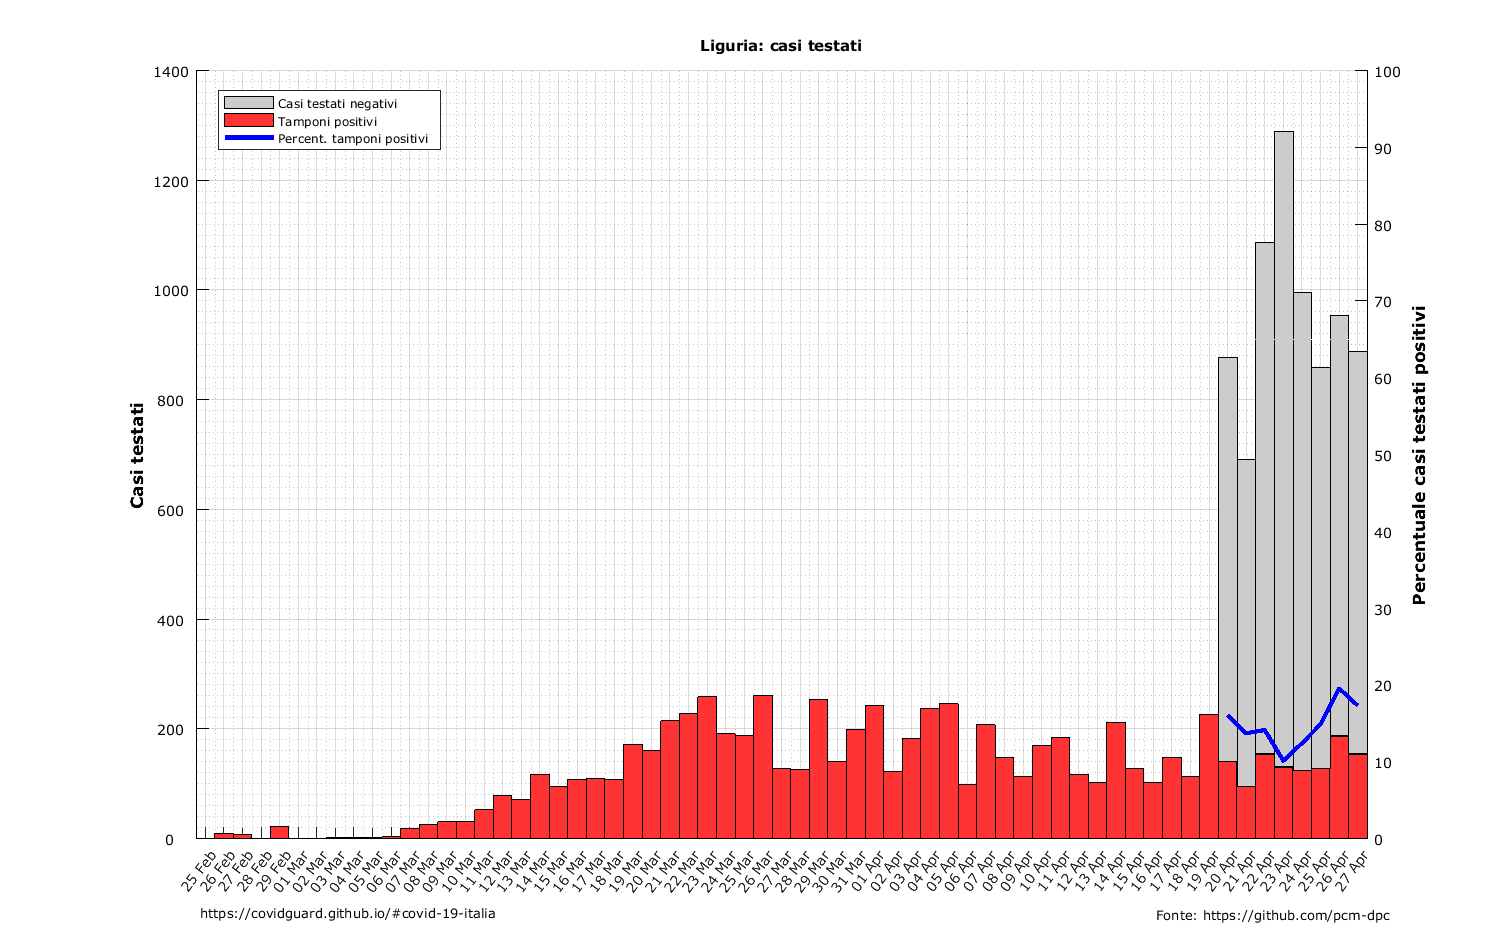 Liguria: casi testati
Casi testati negativi
Tamponi positivi
Percent. tamponi positivi
Casi testati
1400
1200
1000
800
600
400
200
0
100
90
80
70
60
50
40
30
20
10
0
Percentuale casi testati positivi
25 Feb
26 Feb
27 Feb
28 Feb
29 Feb
01 Mar
02 Mar
03 Mar
04 Mar
05 Mar
06 Mar
07 Mar
08 Mar
09 Mar
10 Mar
11 Mar
12 Mar
13 Mar
14 Mar
15 Mar
16 Mar
17 Mar
18 Mar
19 Mar
20 Mar
21 Mar
22 Mar
23 Mar
24 Mar
25 Mar
26 Mar
27 Mar
28 Mar
29 Mar
30 Mar
31 Mar
01 Apr
02 Apr
03 Apr
04 Apr
05 Apr
06 Apr
07 Apr
08 Apr
09 Apr
10 Apr
11 Apr
12 Apr
13 Apr
14 Apr
15 Apr
16 Apr
17 Apr
18 Apr
19 Apr
20 Apr
21 Apr
22 Apr
23 Apr
24 Apr
25 Apr
26 Apr
27 Apr
https://covidguard.github.io/#covid-19-italia
Fonte: https://github.com/pcm-dpc